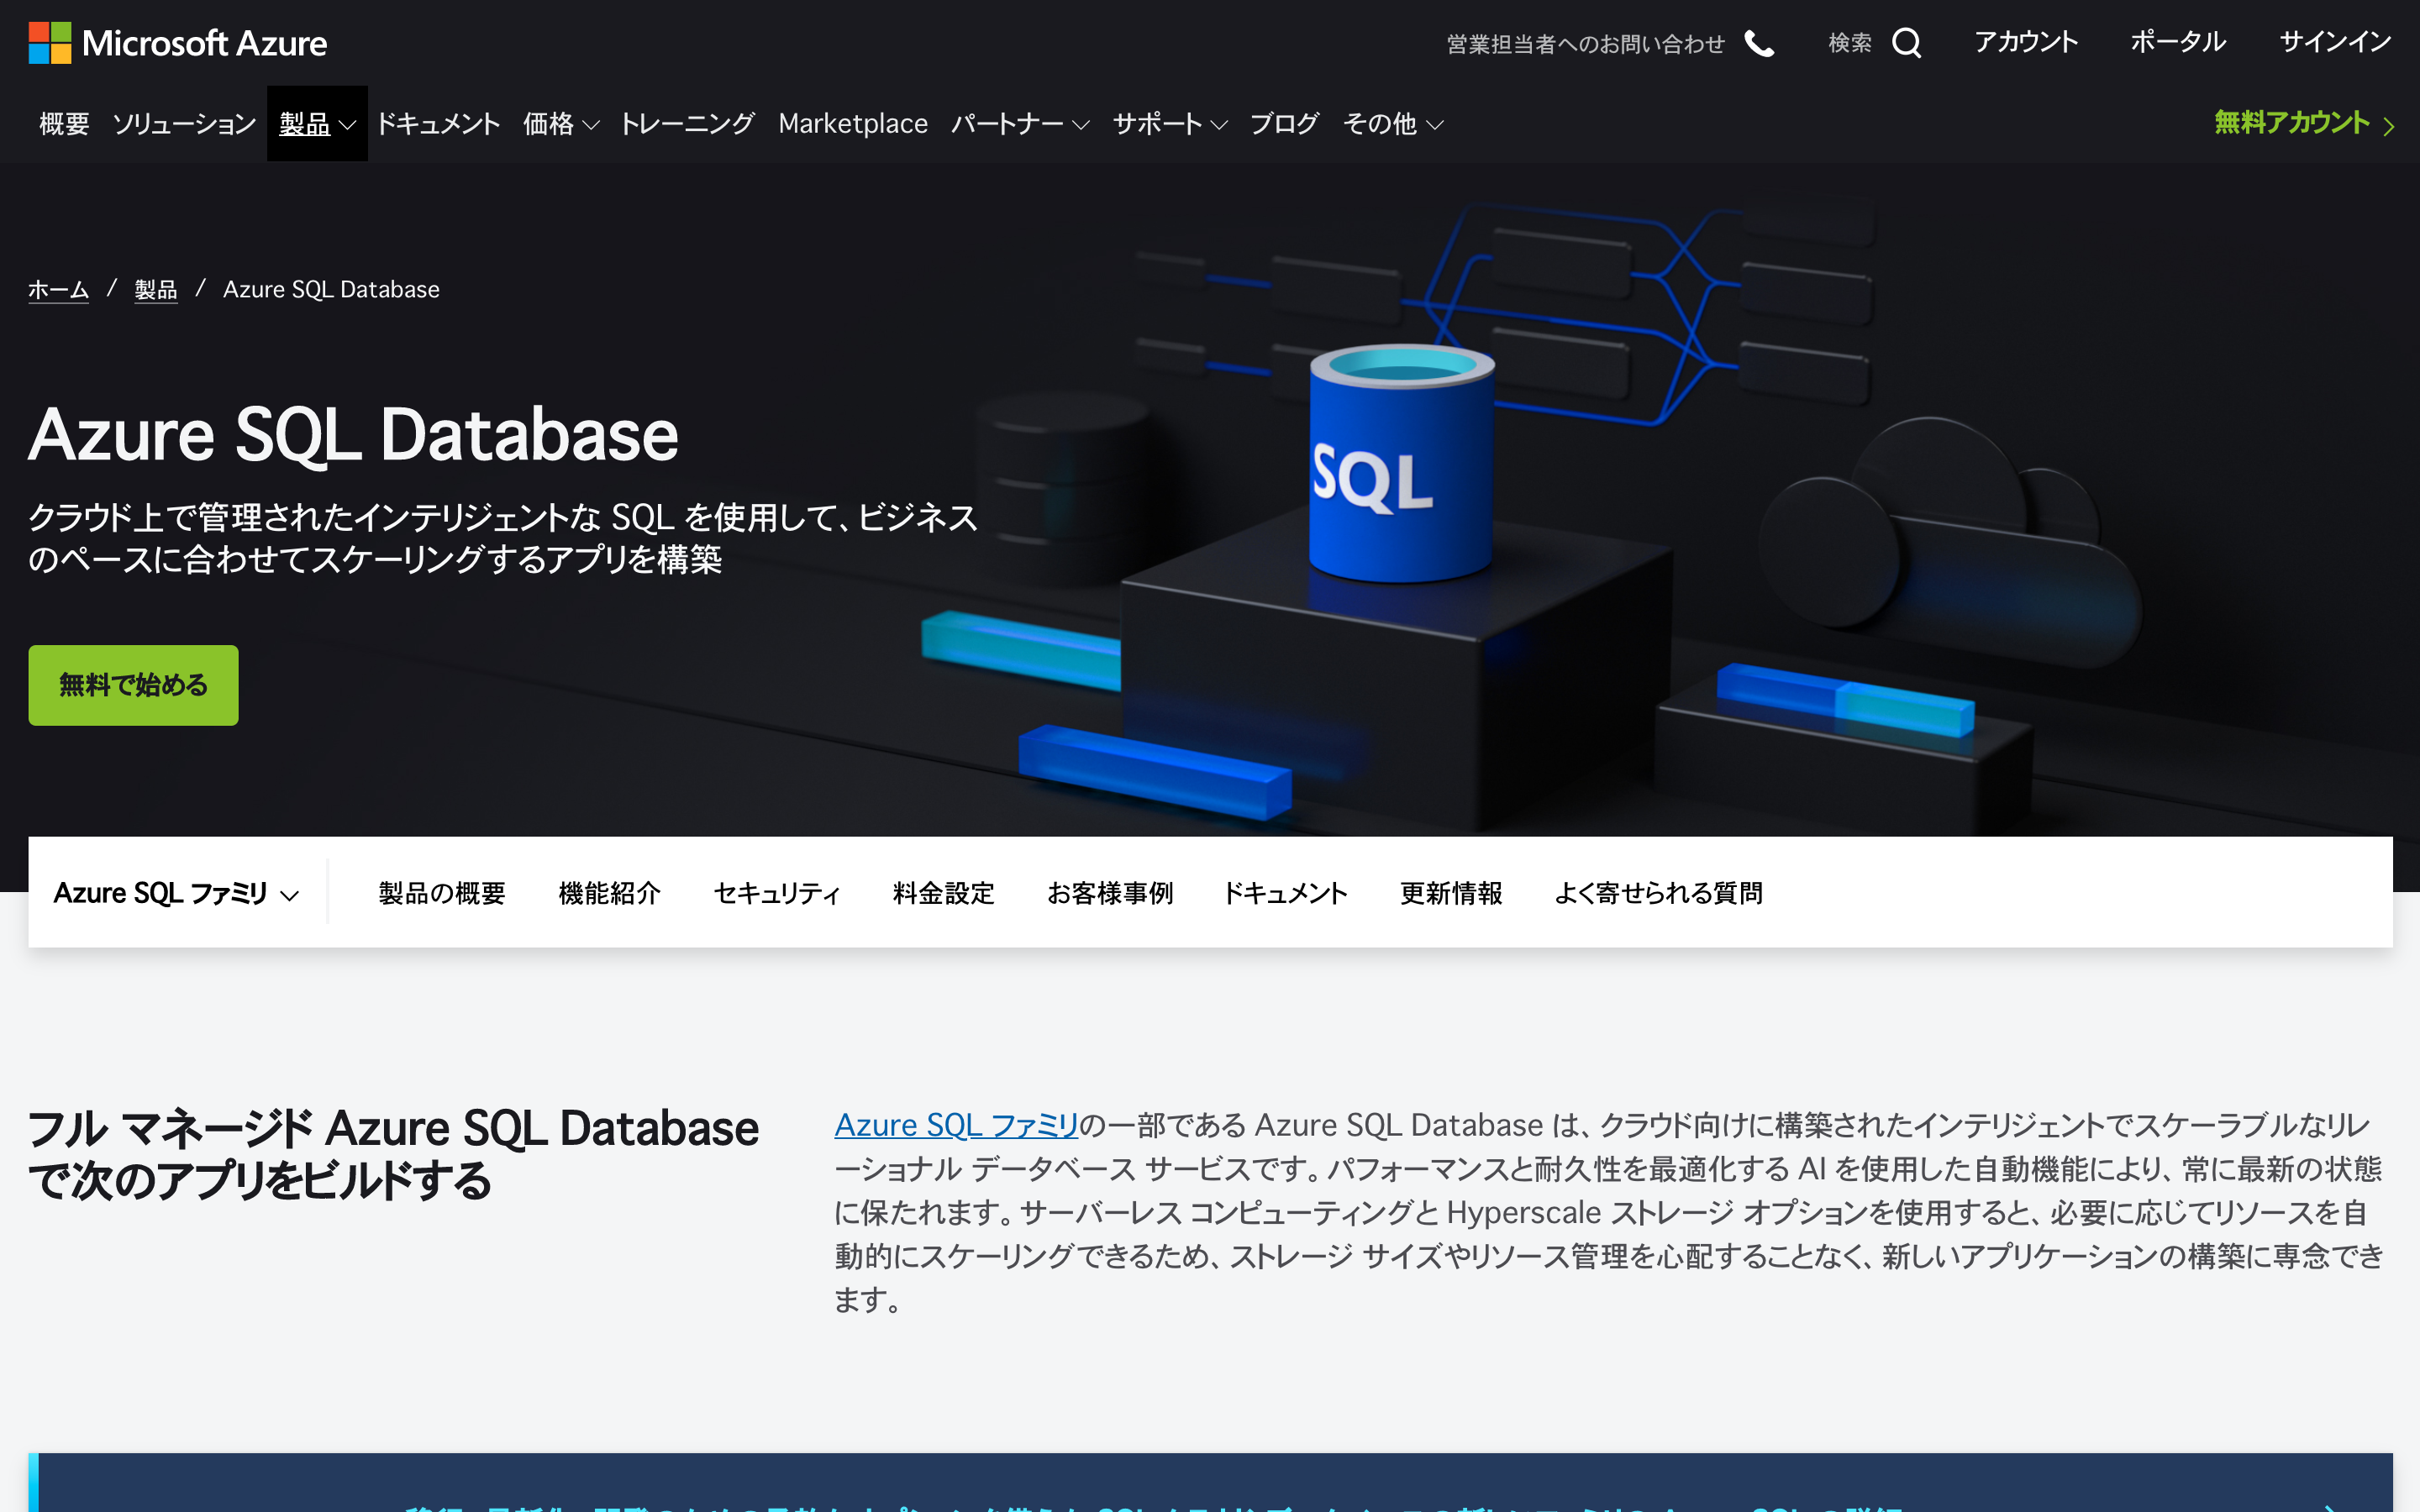 Microsoft Azure
営業担当者へのお問い合わせ 検索 アカウント ポータル サインイン
概要 ソリューション 製品 ドキュメント 価格 トレーニング Marketplace パートナー サポート ブログ その他 無料アカウント
ホーム / 製品 / Azure SQL Database
Azure SQL Database
クラウド上で管理されたインテリジェントな SQL を使用して、ビジネス
のペースに合わせてスケーリングするアプリを構築
SQL
無料で始める
Azure SQL ファミリ 製品の概要 機能紹介 セキュリティ 料金設定 お客様事例 ドキュメント 更新情報 よく寄せられる質問
フル マネージド Azure SQL Database
で次のアプリをビルドする
Azure SQL ファミリの一部である Azure SQL Database は、クラウド向けに構築されたインテリジェントでスケーラブルなリレ
ーショナル データベース サービスです。パフォーマンスと耐久性を最適化する AI を使用した自動機能により、常に最新の状態
に保たれます。サーバーレス コンピューティングと Hyperscale ストレージ オプションを使用すると、必要に応じてリソースを自
動的にスケーリングできるため、ストレージ サイズやリソース管理を心配することなく、新しいアプリケーションの構築に専念でき
ます。